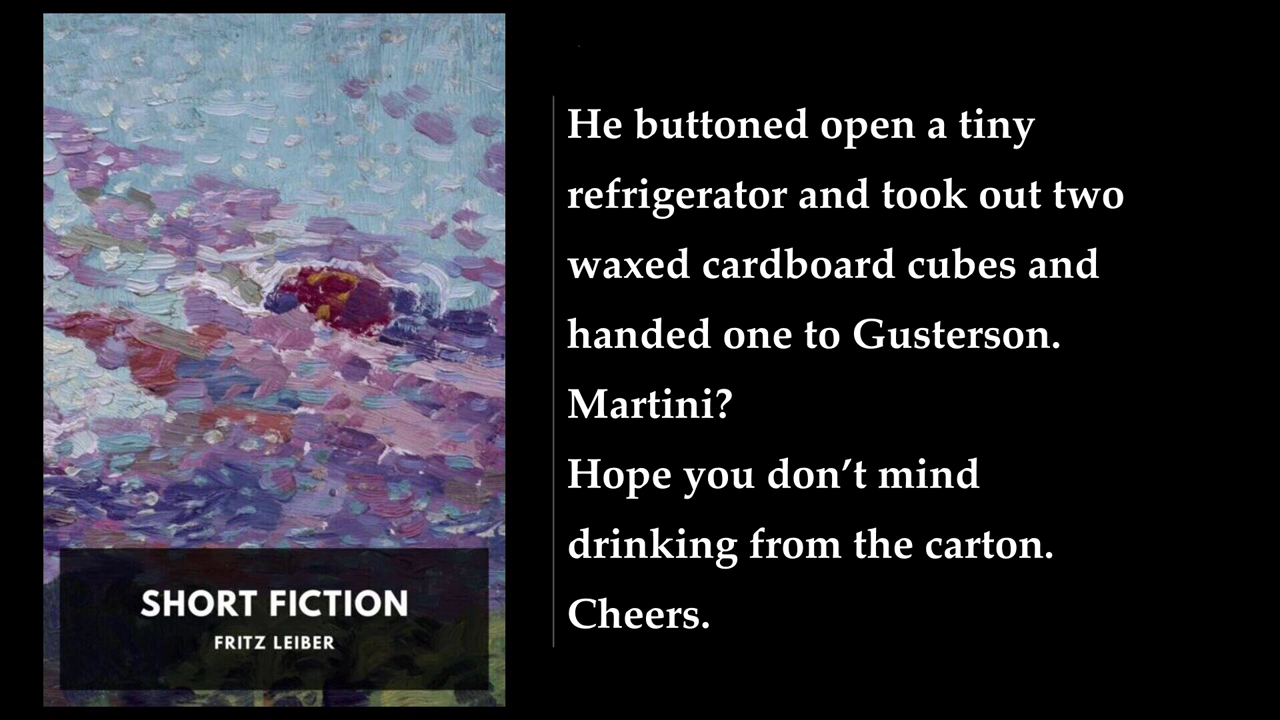 He buttoned open a tiny
refrigerator and took out two
waxed cardboard cubes and
handed one to Gusterson.
Martini?
Hope you don’t mind
drinking from the carton.
Cheers.
SHORT FICTION
FRITZ LEIBER